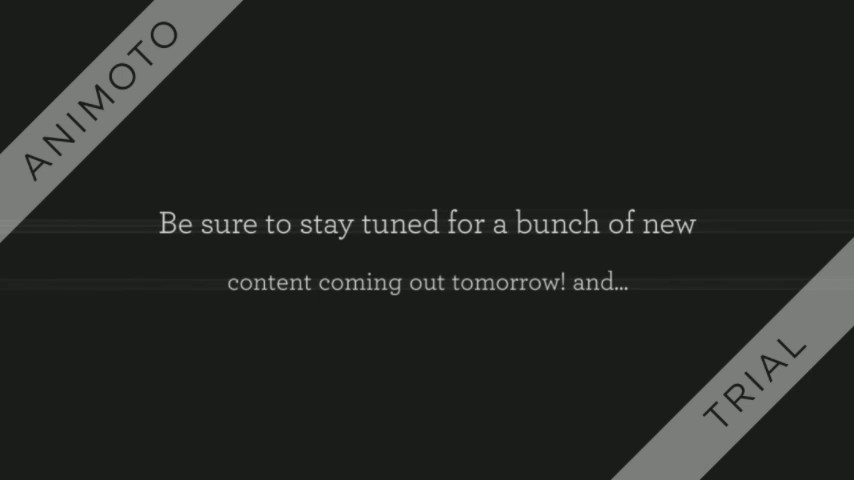 ANIMOTO
Be sure to stay tuned for a bunch of new
content coming out tomorrow! and...
TRIAL